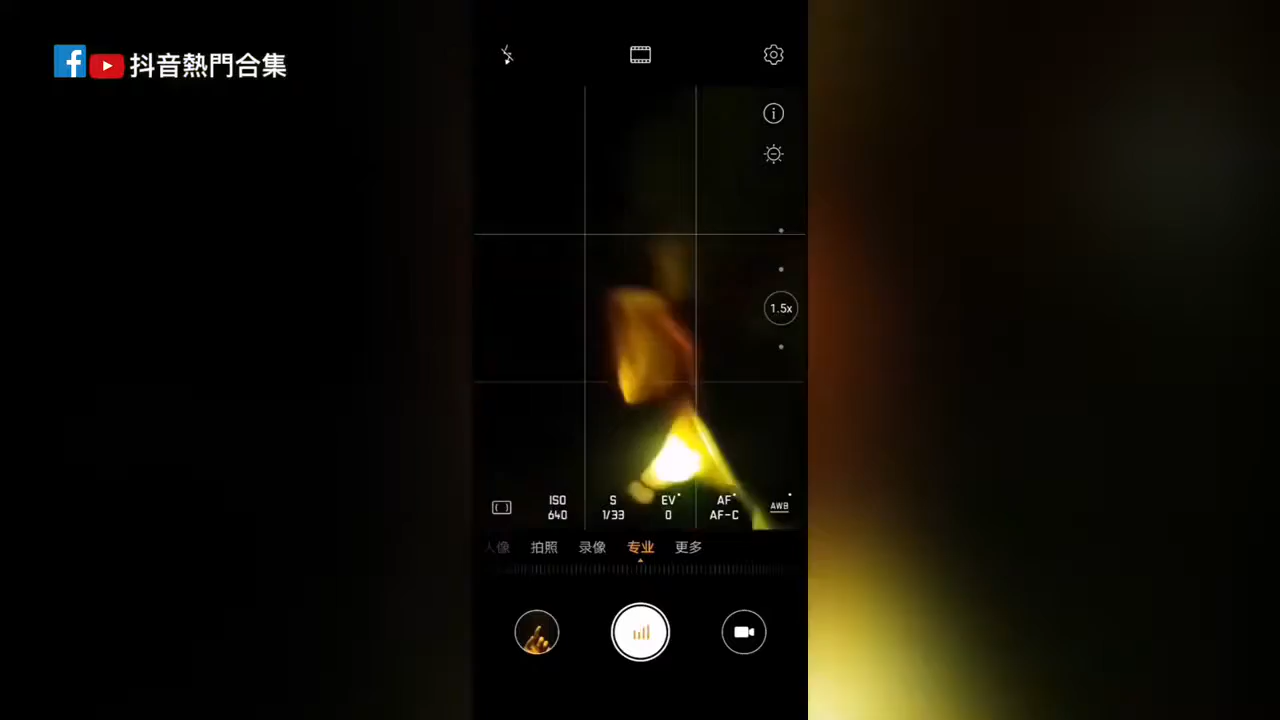 抖音熱門合集
1.5x
ISO S EV AF AWB
640 1/33 0 AF-C
人像 拍照 录像 专业 更多